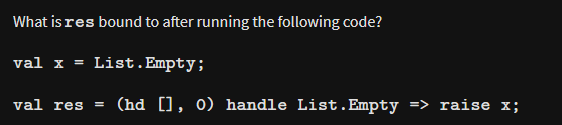 What is res bound to after running the following code?
val x = List.Empty;
val res = (hd [], 0) handle List.Empty => raise x;